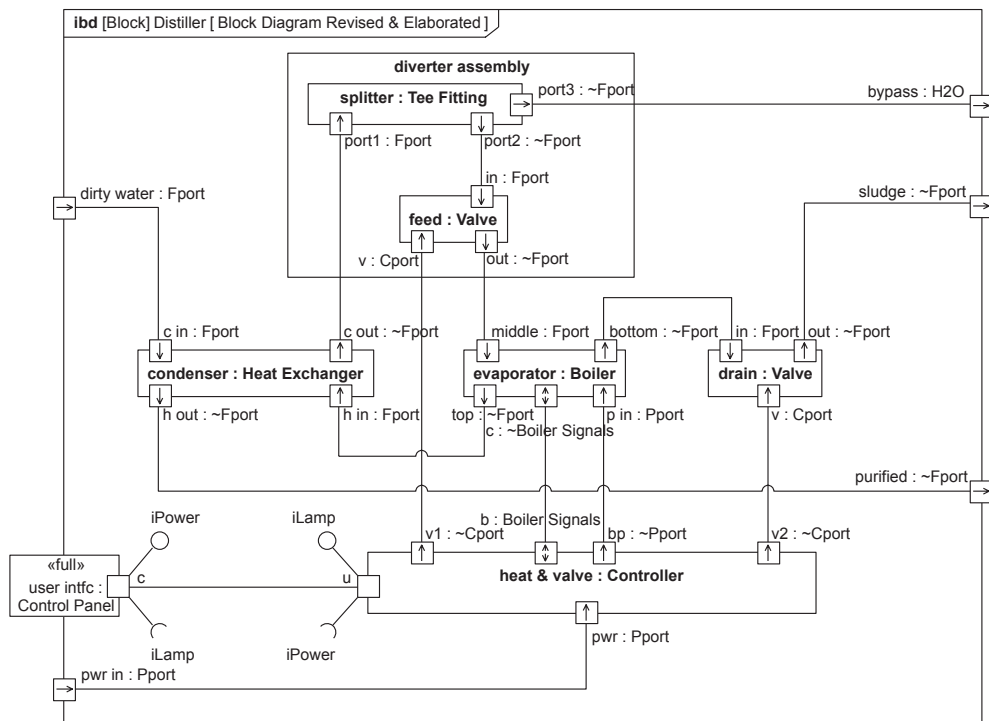 ibd [Block] Distiller [ Block Diagram Revised & Elaborated ]
diverter assembly
splitter : Tee Fitting
port3 : ~Fport
bypass : H2O
port1 : Fport
port2 : ~Fport
in : Fport
dirty water : Fport
sludge : ~Fport
feed : Valve
v : Cport
out : ~Fport
c in : Fport
c out : ~Fport
middle : Fport
bottom : ~Fport
in : Fport
out : ~Fport
condenser : Heat Exchanger
evaporator : Boiler
drain : Valve
h out : ~Fport
h in : Fport
top : ~Fport
p in : Pport
v : Cport
c : ~Boiler Signals
purified : ~Fport
iPower
iLamp
b : Boiler Signals
v1 : ~Cport
bp : ~Pport
v2 : ~Cport
«full»
user intfc :
Control Panel
c
u
heat & valve : Controller
iLamp
iPower
pwr : Pport
pwr in : Pport